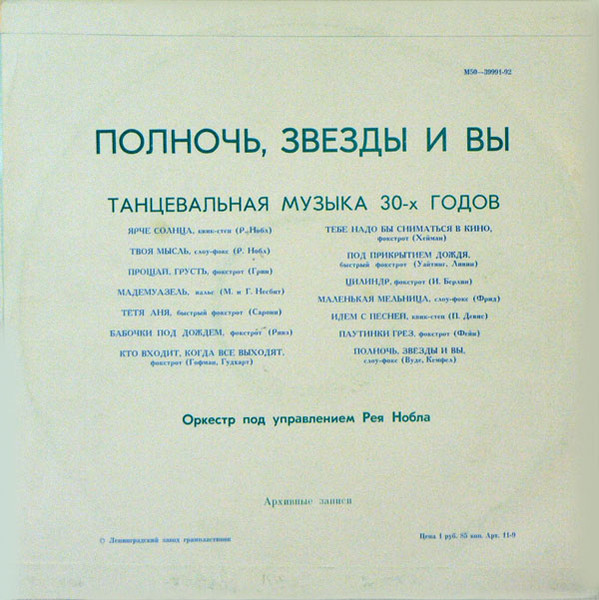 М50—39991-92
ПОЛНОЧЬ, ЗВЕЗДЫ И ВЫ
ТАНЦЕВАЛЬНАЯ МУЗЫКА 30-х ГОДОВ
ЯРЧЕ СОЛНЦА, квик-степ (Р. Нобл)
ТВОЯ МЫСЛЬ, слоу-фокс (Р. Нобл)
ПРОЩАЙ, ГРУСТЬ, фокстрот (Грин)
МАДЕМУАЗЕЛЬ, вальс (М. и Г. Несбит)
ТЕТЯ АНЯ, быстрый фокстрот (Сарони)
БАБОЧКИ ПОД ДОЖДЕМ, фокстрот (Ривз)
КТО ВХОДИТ, КОГДА ВСЕ ВЫХОДЯТ,
фокстрот (Гофман, Гудхарт)
ТЕБЕ НАДО БЫ СНИМАТЬСЯ В КИНО,
фокстрот (Хейман)
ПОД ПРИКРЫТИЕМ ДОЖДЯ,
быстрый фокстрот (Уайтинг, Лавин)
ЦИЛИНДР, фокстрот (И. Берлин)
МАЛЕНЬКАЯ МЕЛЬНИЦА, слоу-фокс (Фрид)
ИДЕМ С ПЕСНЕЙ, квик-степ (П. Девис)
ПАУТИНКИ ГРЕЗ, фокстрот (Фейн)
ПОЛНОЧЬ, ЗВЕЗДЫ И ВЫ,
слоу-фокс (Вудс, Кемпбл)
Оркестр под управлением Рея Нобла
Архивные записи
© Ленинградский завод грампластинок
Цена 1 руб. 85 коп. Арт. 11-9